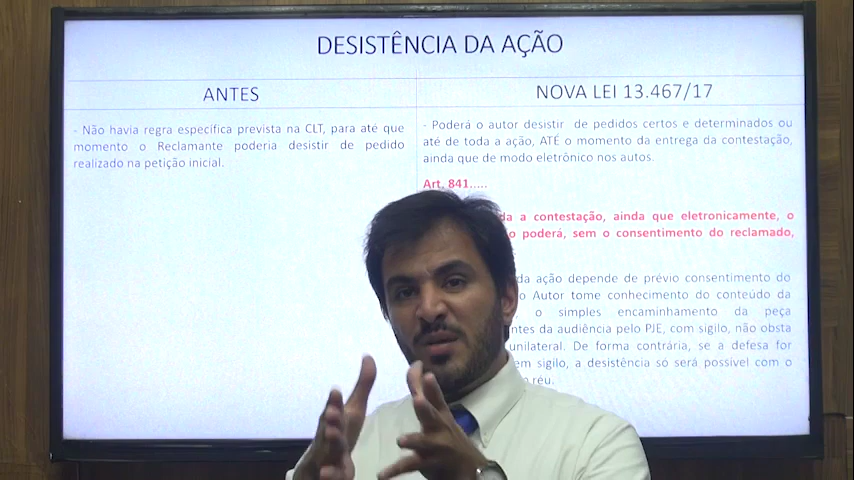 DESISTÊNCIA DA AÇÃO
ANTES
- Não havia regra específica prevista na CLT, para até que
momento o Reclamante poderia desistir de pedido
realizado na petição inicial.
NOVA LEI 13.467/17
- Poderá o autor desistir de pedidos certos e determinados ou
até de toda a ação, ATÉ o momento da entrega da contestação,
ainda que de modo eletrônico nos autos.
Art. 841.....
a contestação, ainda que eletronicamente, o
poderá, sem o consentimento do reclamado,
da ação depende de prévio consentimento do
o Autor tome conhecimento do conteúdo da
o simples encaminhamento da peça
da audiência pelo PJE, com sigilo, não obsta
unilateral. De forma contrária, se a defesa for
em sigilo, a desistência só será possível com o
réu.